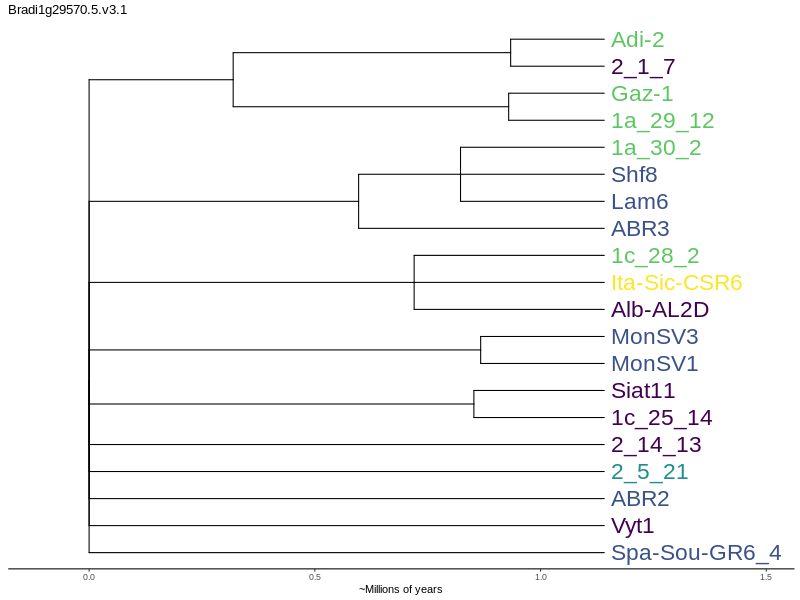 Bradi1g29570.5.v3.1
Adi-2
2_1_7
Gaz-1
1a_29_12
1a_30_2
Shf8
Lam6
ABR3
1c_28_2
Ita-Sic-CSR6
Alb-AL2D
MonSV3
MonSV1
Siat11
1c_25_14
2_14_13
2_5_21
ABR2
Vyt1
Spa-Sou-GR6_4
0.0 0.5 1.0 1.5
~Millions of years